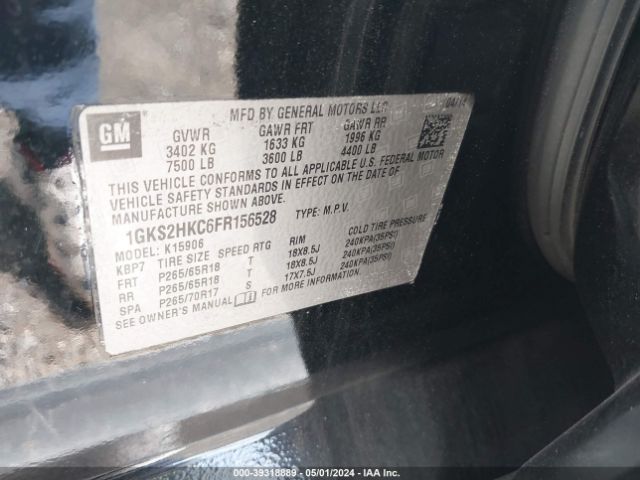 GM
MFD BY GENERAL MOTORS LLC 04/14
GVWR GAWR FRT GAWR RR
3402 KG 1633 KG 1996 KG
7500 LB 3600 LB 4400 LB
THIS VEHICLE CONFORMS TO ALL APPLICABLE U.S. FEDERAL MOTOR
VEHICLE SAFETY STANDARDS IN EFFECT ON THE DATE OF
MANUFACTURE SHOWN ABOVE.
1GKS2HKC6FR156528 TYPE: M.P.V.
MODEL: K15906
KBP7 TIRE SIZE SPEED RTG RIM COLD TIRE PRESSURE
FRT P265/65R18 T 18X8.5J 240KPA(35PSI)
RR P265/65R18 T 18X8.5J 240KPA(35PSI)
SPA P265/70R17 S 17X7.5J 240KPA(35PSI)
SEE OWNER'S MANUAL FOR MORE INFORMATION.
000-39318889 - 05/01/2024 - IAA Inc.